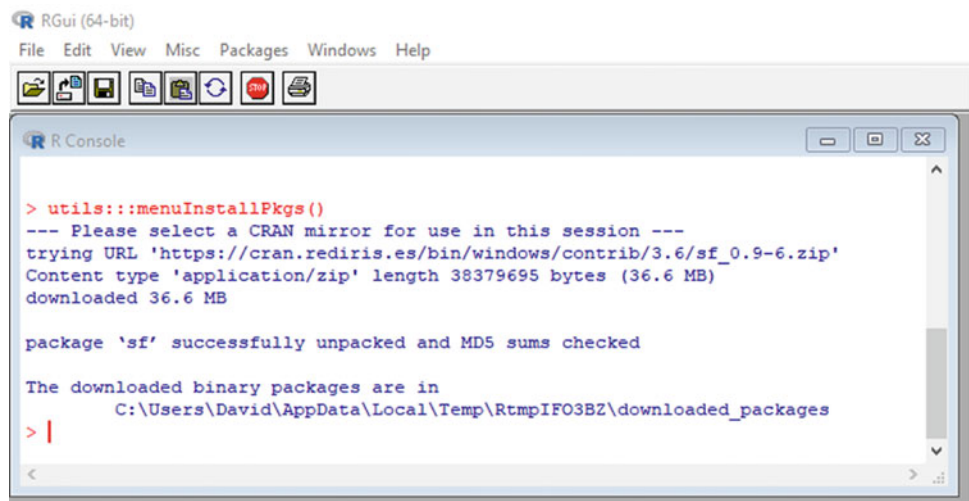 RGui (64-bit)
File Edit View Misc Packages Windows Help
STOP
R Console
> utils:::menuInstallPkgs()
--- Please select a CRAN mirror for use in this session ---
trying URL 'https://cran.rediris.es/bin/windows/contrib/3.6/sf_0.9-6.zip'
Content type 'application/zip' length 38379695 bytes (36.6 MB)
downloaded 36.6 MB
package ‘sf’ successfully unpacked and MD5 sums checked
The downloaded binary packages are in
C:\Users\David\AppData\Local\Temp\RtmpIFO3BZ\downloaded_packages
>